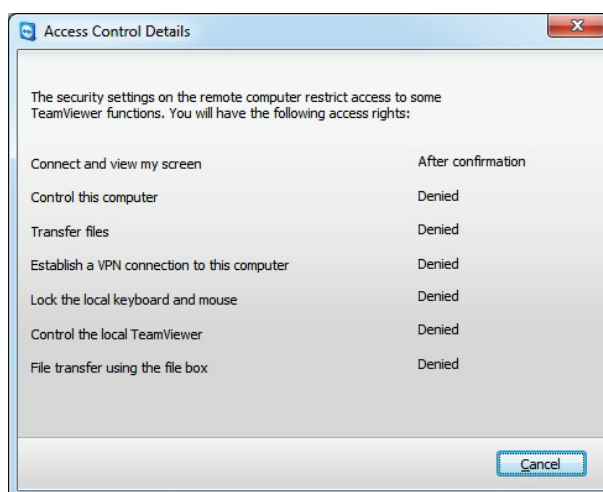 Access Control Details
The security settings on the remote computer restrict access to some
TeamViewer functions. You will have the following access rights:
Connect and view my screen After confirmation
Control this computer Denied
Transfer files Denied
Establish a VPN connection to this computer Denied
Lock the local keyboard and mouse Denied
Control the local TeamViewer Denied
File transfer using the file box Denied
Cancel